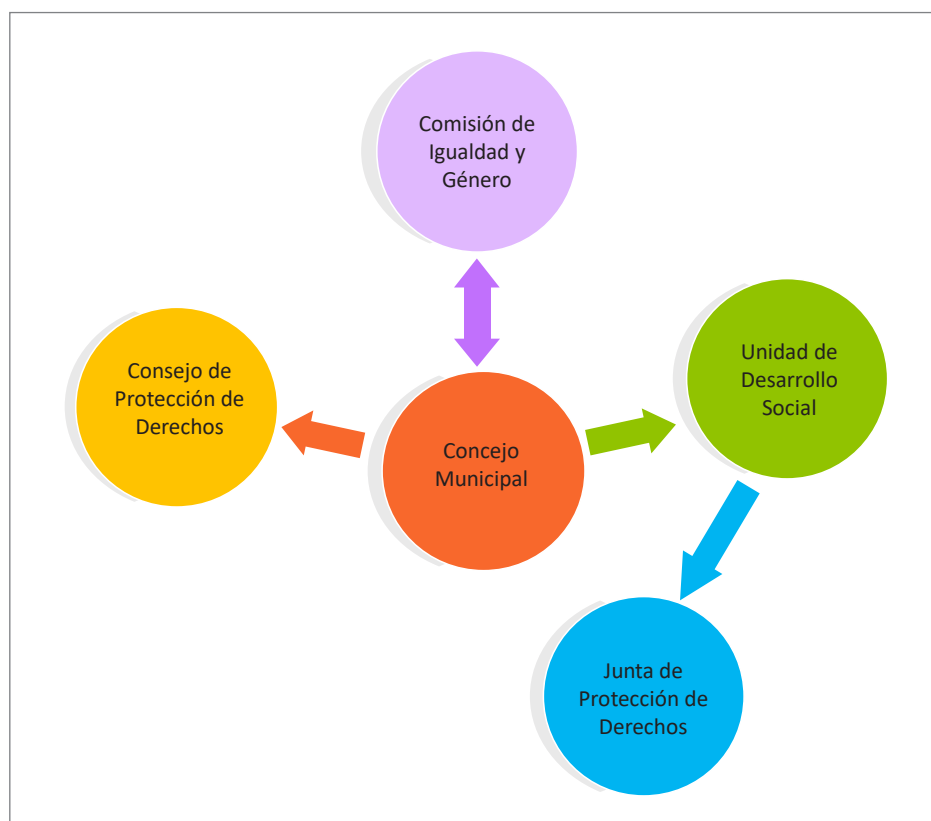 Comisión de
Igualdad y
Género
Consejo de
Protección de
Derechos
Unidad de
Desarrollo
Social
Concejo
Municipal
Junta de
Protección de
Derechos